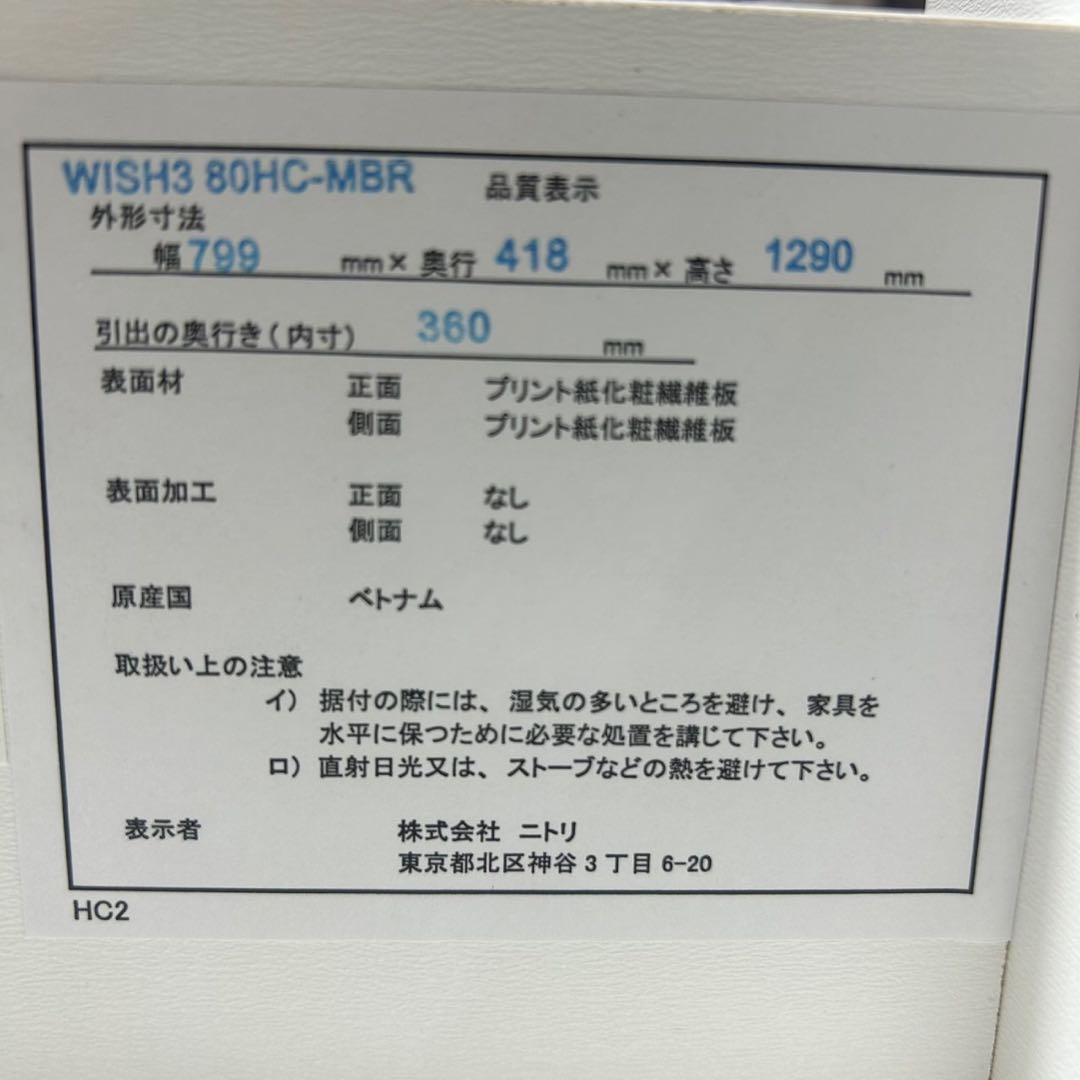 WISH3 80HC-MBR 品質表示
外形寸法
幅 799 mm× 奥行 418 mm× 高さ 1290 mm
引出の奥行き(内寸) 360 mm
表面材 正面 プリント紙化粧繊維板
側面 プリント紙化粧繊維板
表面加工 正面 なし
側面 なし
原産国 ベトナム
取扱い上の注意
イ) 据付の際には、湿気の多いところを避け、家具を
水平に保つために必要な処置を講じて下さい。
ロ) 直射日光又は、ストーブなどの熱を避けて下さい。
表示者 株式会社 ニトリ
東京都北区神谷3丁目6-20
HC2